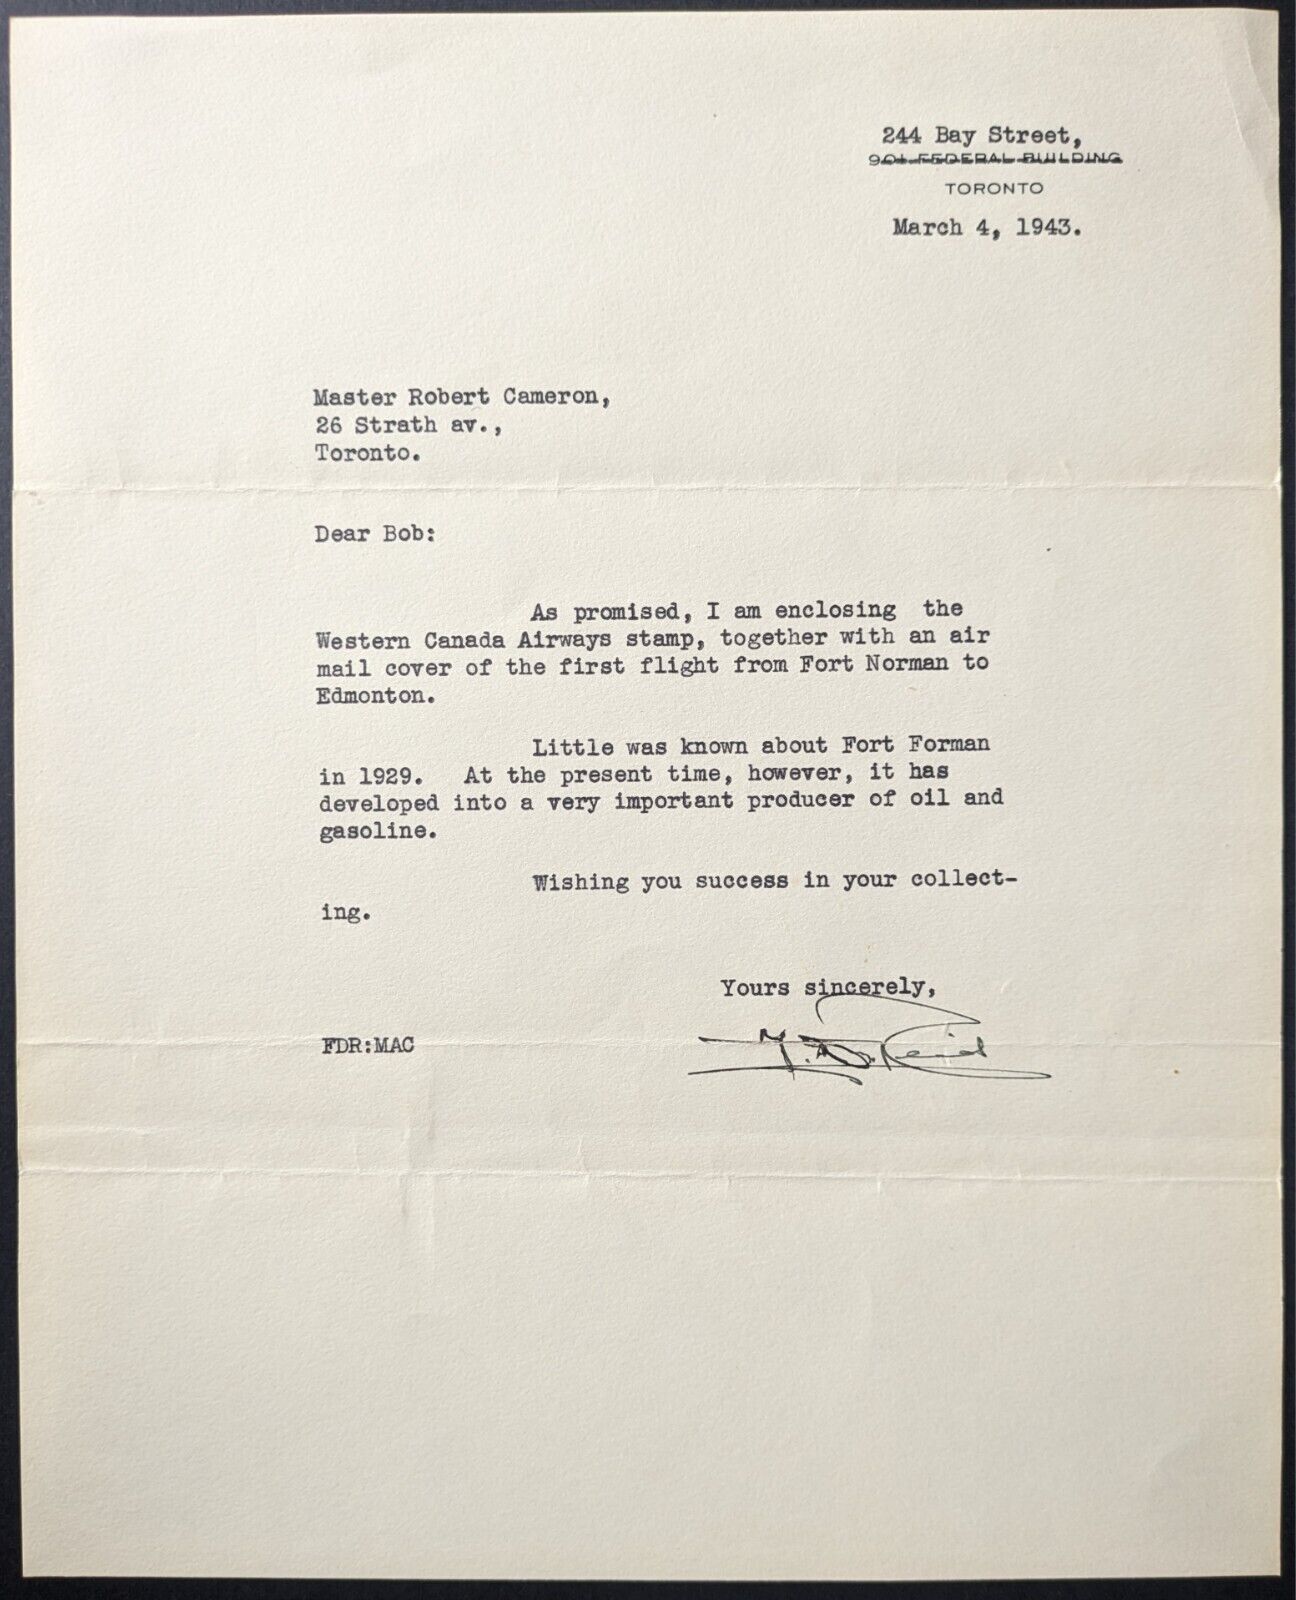 244 Bay Street,
901 FEDERAL BUILDING
TORONTO
March 4, 1943.
Master Robert Cameron,
26 Strath av.,
Toronto.
Dear Bob:
As promised, I am enclosing the
Western Canada Airways stamp, together with an air
mail cover of the first flight from Fort Norman to
Edmonton.
Little was known about Fort Forman
in 1929. At the present time, however, it has
developed into a very important producer of oil and
gasoline.
Wishing you success in your collect-
ing.
Yours sincerely,
F. D. Reid
FDR:MAC